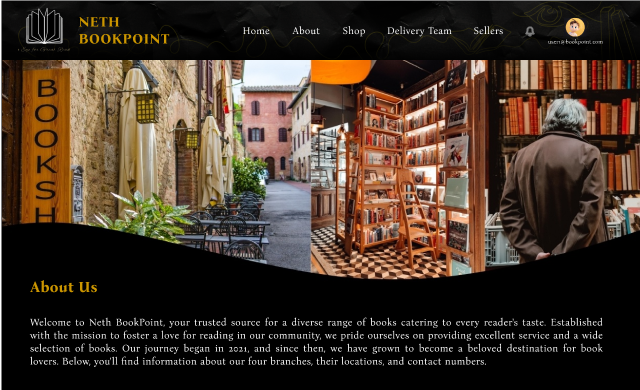 NETH
BOOKPOINT
Home About Shop Delivery Team Sellers
user@bookpoint.com
BOOKSH
About Us
Welcome to Neth BookPoint, your trusted source for a diverse range of books catering to every reader's taste. Established
with the mission to foster a love for reading in our community, we pride ourselves on providing excellent service and a wide
selection of books. Our journey began in 2021, and since then, we have grown to become a beloved destination for book
lovers. Below, you'll find information about our four branches, their locations, and contact numbers.